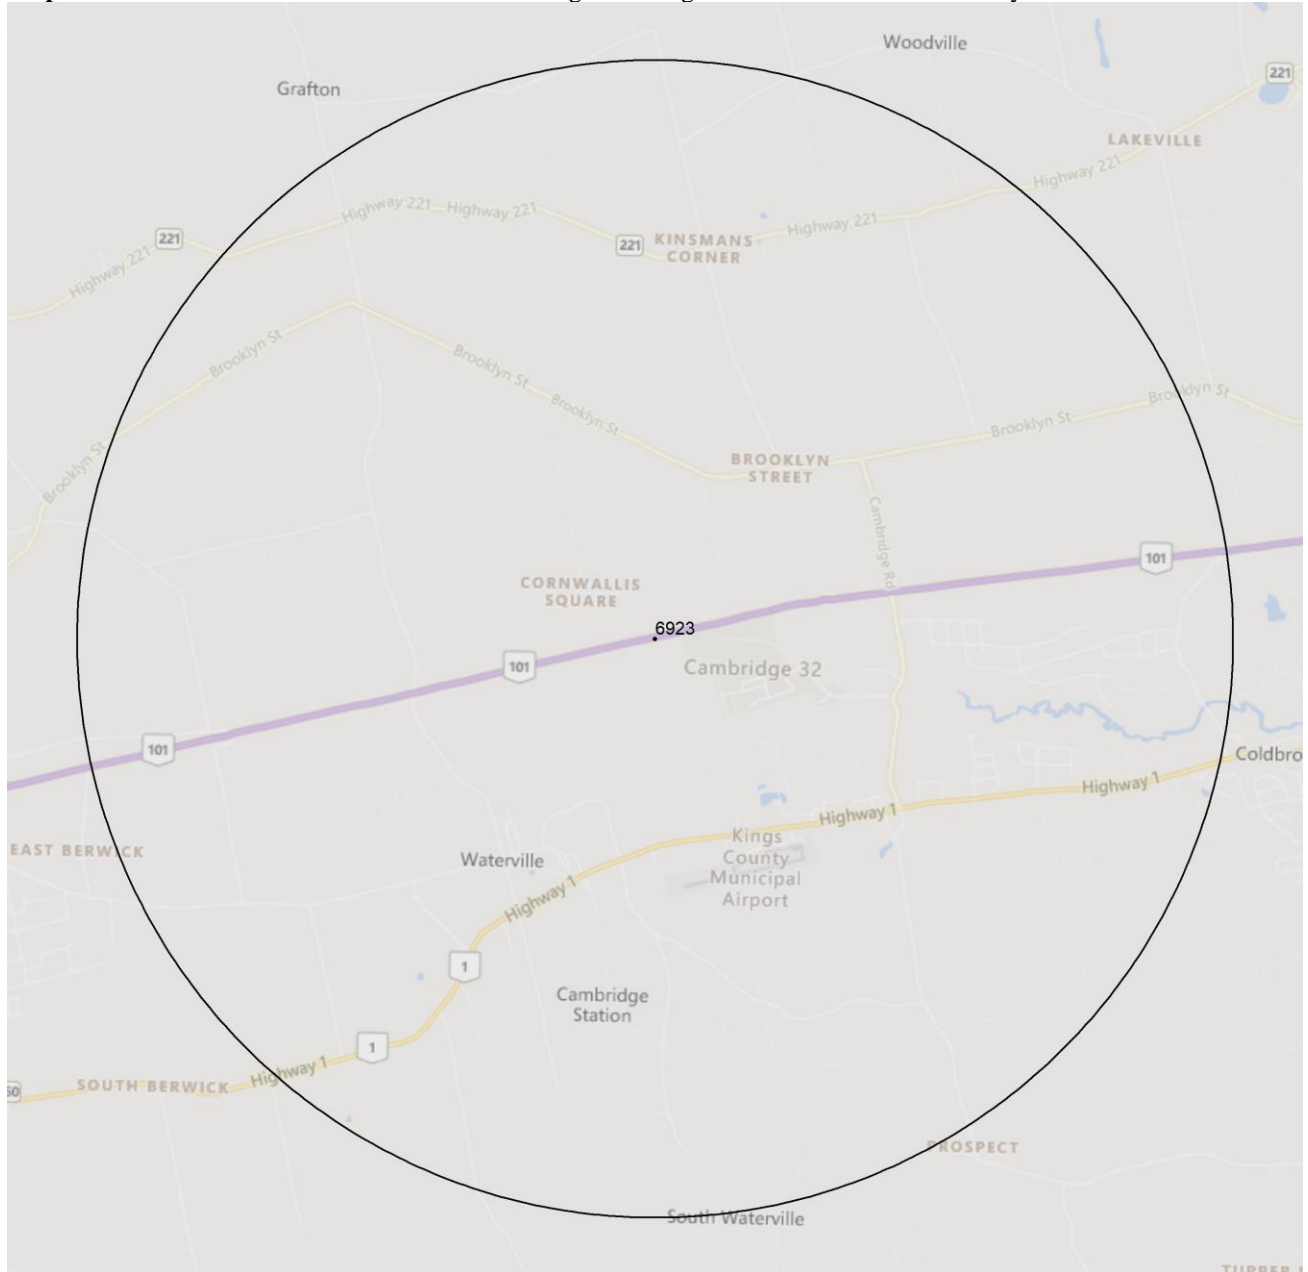 Woodville
221
Grafton
LAKEVILLE
Highway 221
Highway 221
Highway 221
Highway 221
221
221
KINSMANS
CORNER
Highway 221
Brooklyn St
Brooklyn St
Brooklyn St
Brooklyn St
Brooklyn St
Brooklyn St
BROOKLYN
STREET
Cambridge Rd
101
CORNWALLIS
SQUARE
6923
101
Cambridge 32
101
Coldbro
Highway 1
Highway 1
EAST BERWICK
Waterville
Kings
County
Municipal
Airport
Highway 1
1
Cambridge
Station
1
Highway 1
SOUTH BERWICK
60
PROSPECT
South Waterville